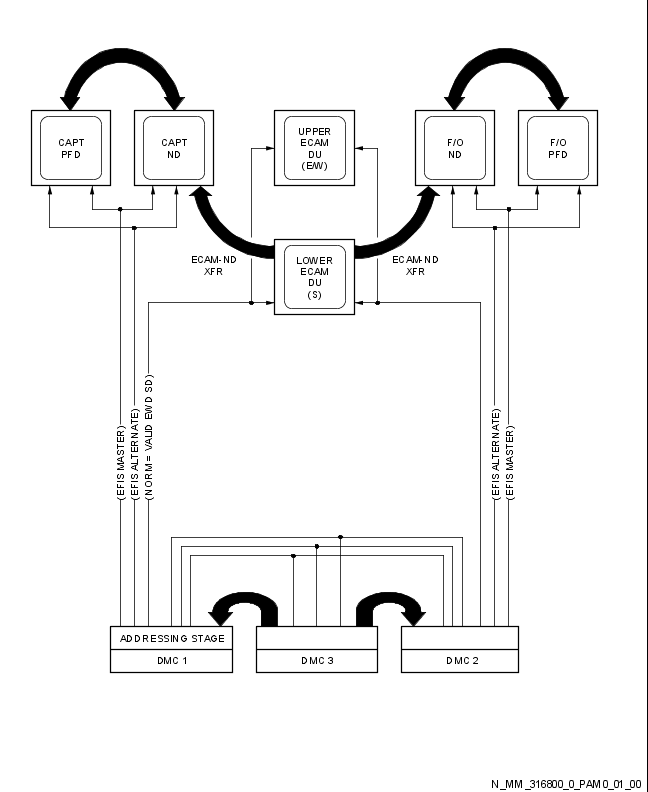 CAPT
PFD
CAPT
ND
UPPER
ECAM
DU
(E/W)
F/O
ND
F/O
PFD
ECAM-ND
XFR
LOWER
ECAM
DU
(S)
ECAM-ND
XFR
(EFIS MASTER)
(EFIS ALTERNATE)
(NORM = VALID EWD SD)
(EFIS ALTERNATE)
(EFIS MASTER)
ADDRESSING STAGE
DMC 1
DMC 3
DMC 2
N_MM_316800_0_PAM0_01_00